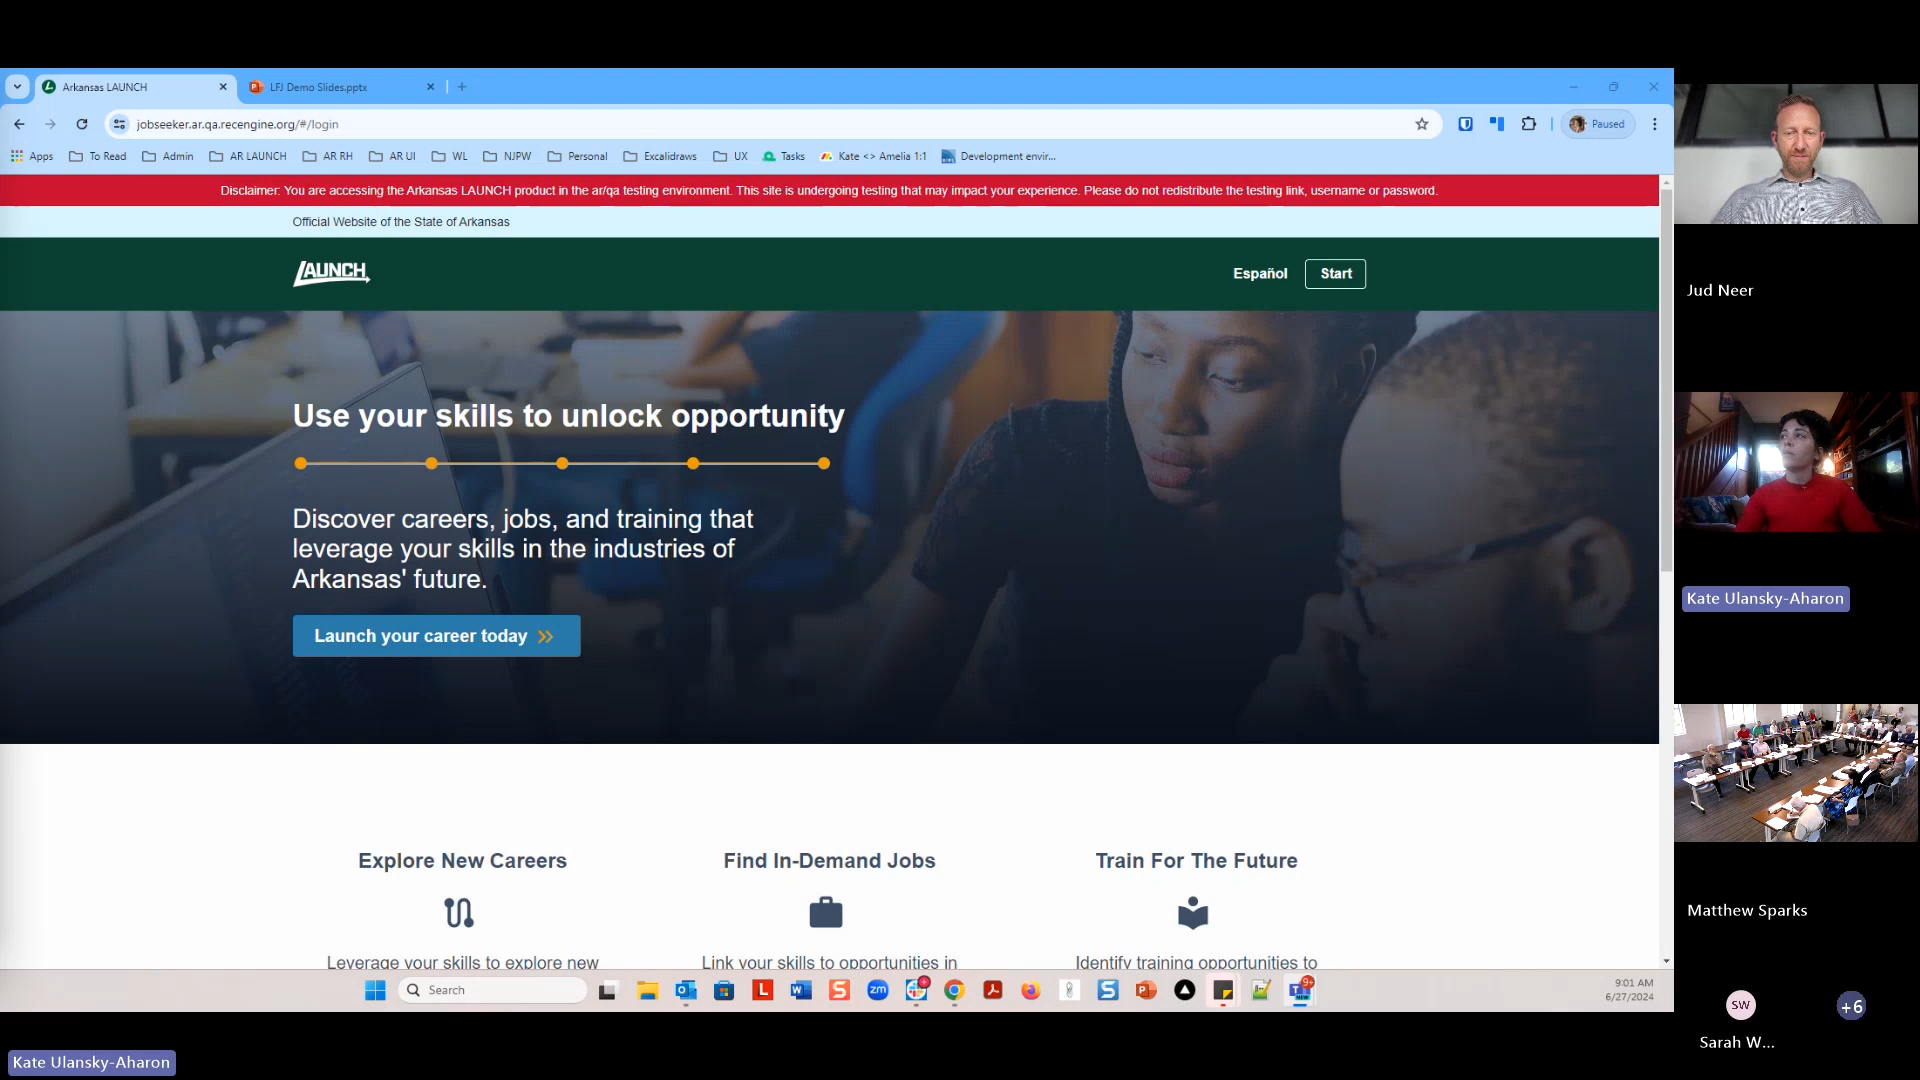 Arkansas LAUNCH
LFJ Demo Slides.pptx
jobseeker.ar.qa.recengine.org/#/login
Paused
Apps
To Read
Admin
AR LAUNCH
AR RH
AR UI
WL
NJPW
Personal
Excalidraws
UX
Tasks
Kate <> Amelia 1:1
Development envir...
Disclaimer: You are accessing the Arkansas LAUNCH product in the ar/qa testing environment. This site is undergoing testing that may impact your experience. Please do not redistribute the testing link, username or password.
Official Website of the State of Arkansas
LAUNCH
Español
Start
Use your skills to unlock opportunity
Discover careers, jobs, and training that
leverage your skills in the industries of
Arkansas' future.
Launch your career today
Explore New Careers
Find In-Demand Jobs
Train For The Future
Leverage your skills to explore new
Link your skills to opportunities in
Identify training opportunities to
Search
9:01 AM
6/27/2024
Jud Neer
Kate Ulansky-Aharon
Matthew Sparks
SW
+6
Sarah W...
Kate Ulansky-Aharon